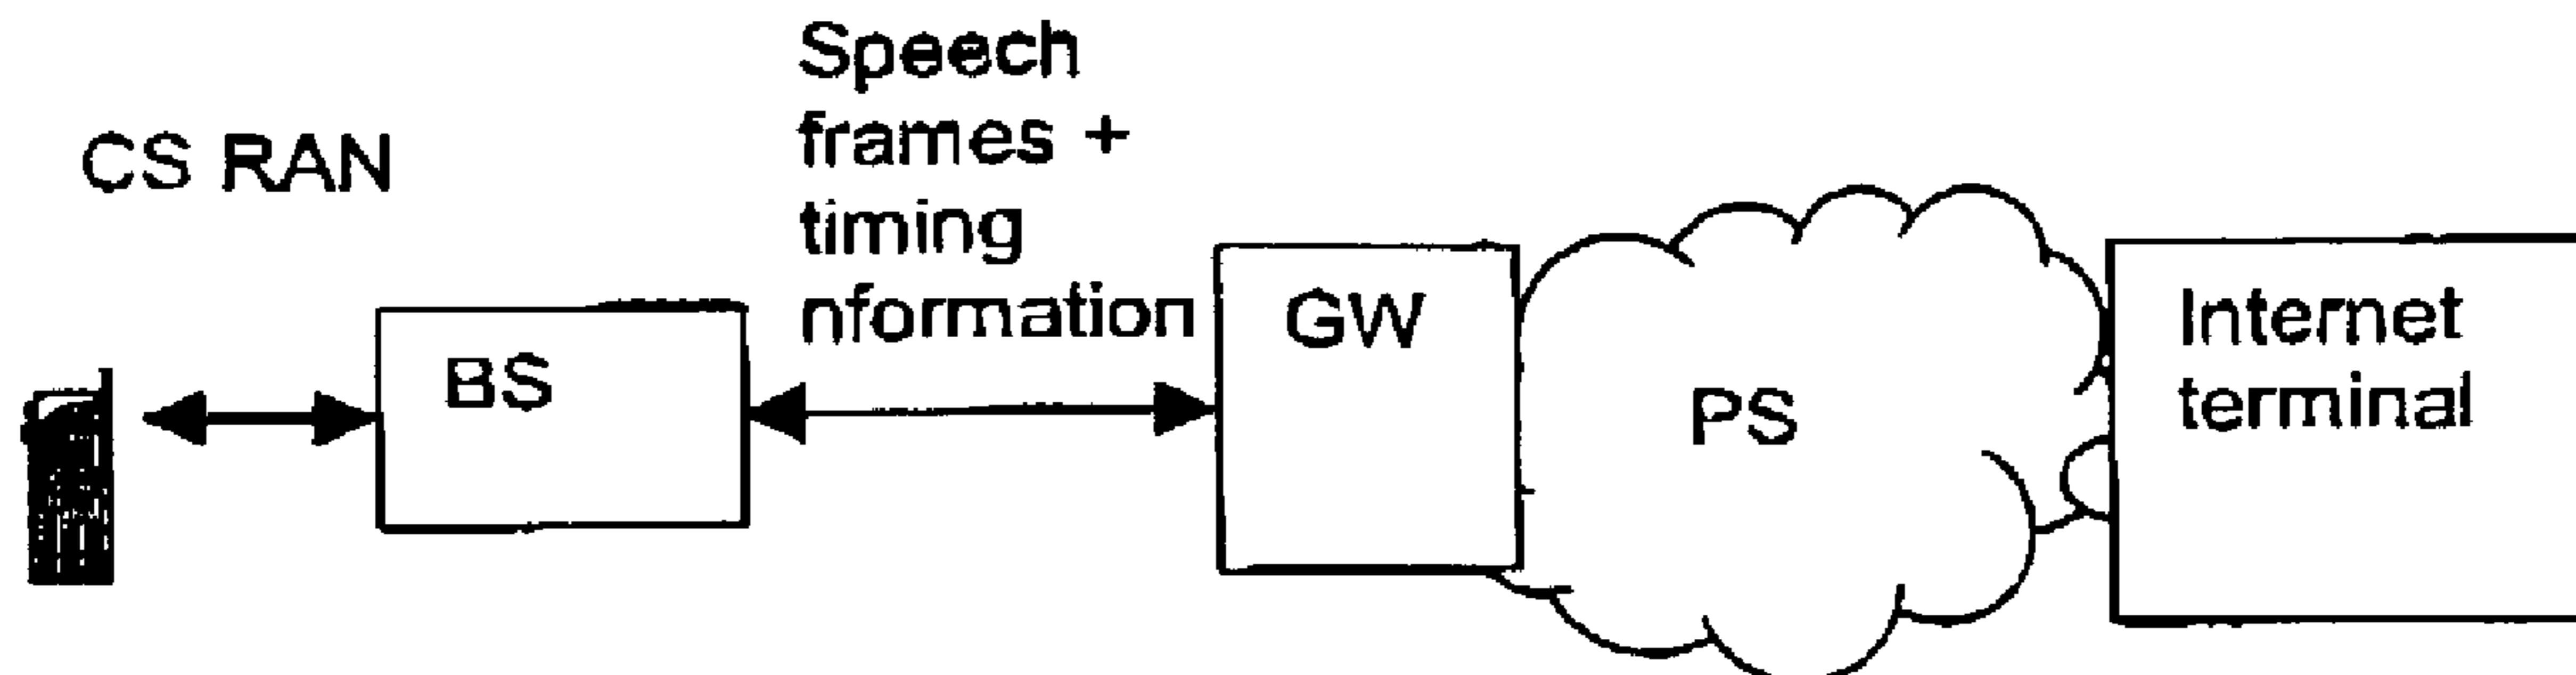 CS RAN
Speech
frames +
timing
nformation
BS
GW
PS
Internet
terminal